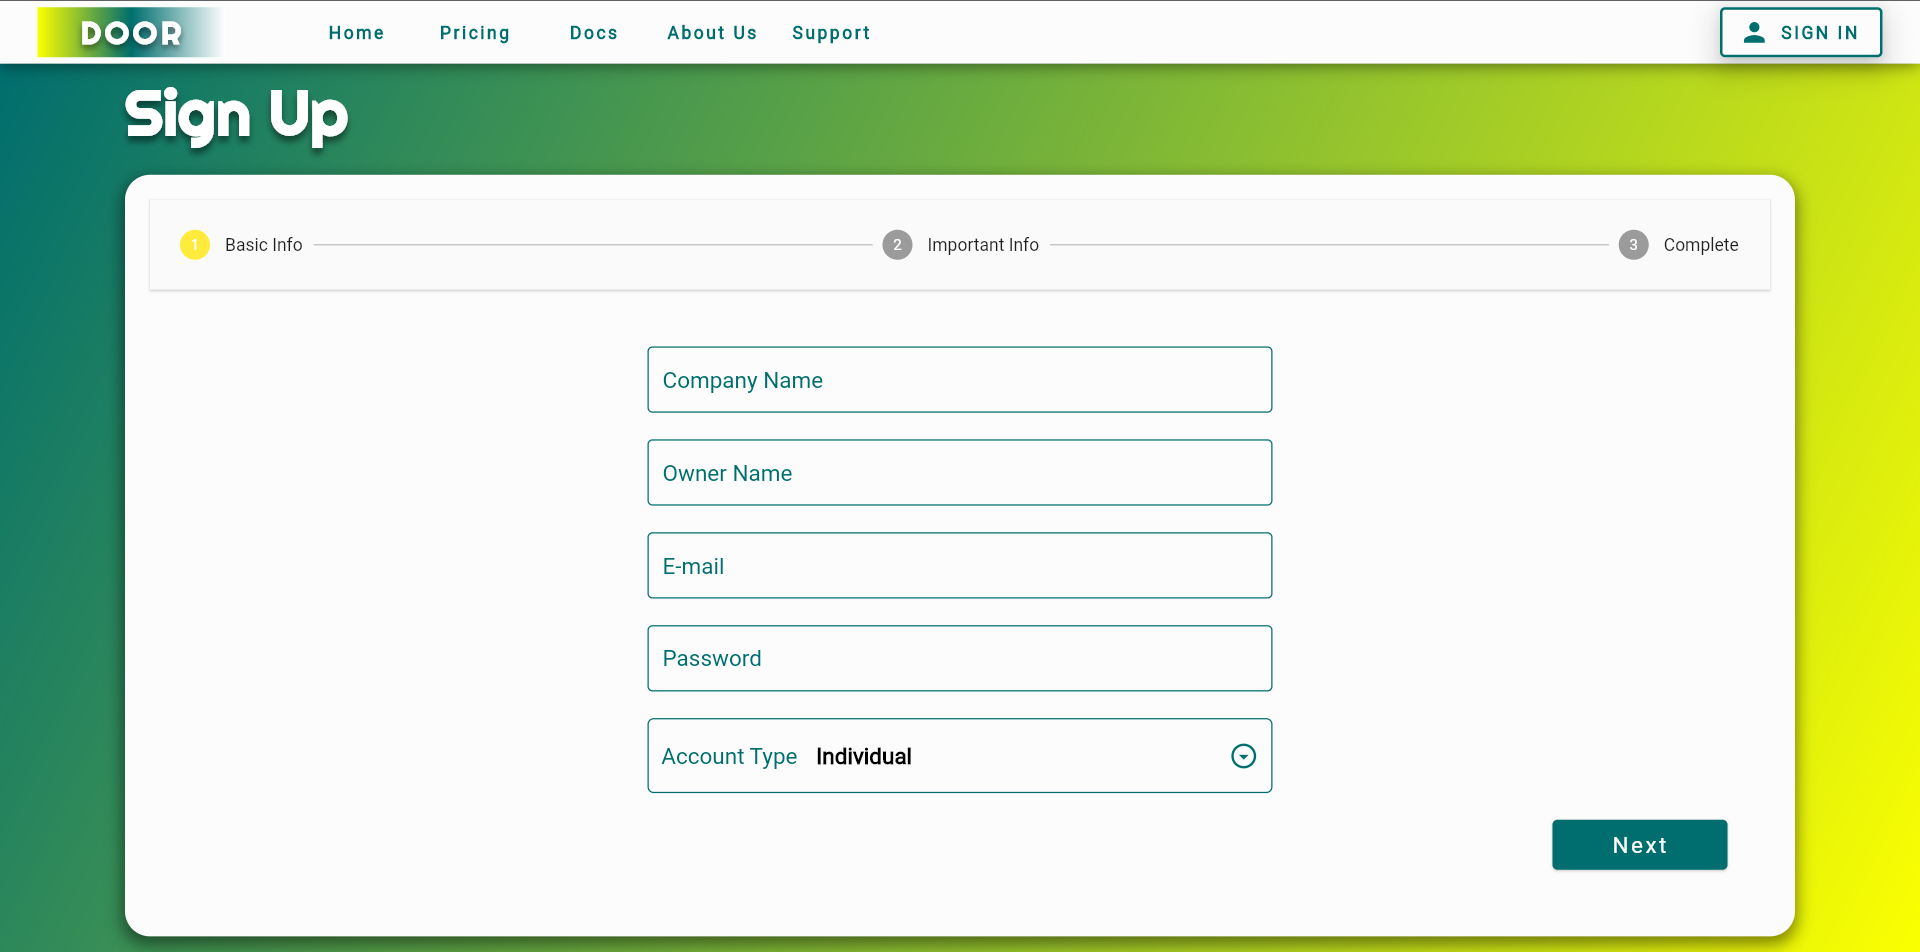 DOOR Home Pricing Docs About Us Support SIGN IN
Sign Up
1 Basic Info 2 Important Info 3 Complete
Company Name
Owner Name
E-mail
Password
Account Type Individual
Next